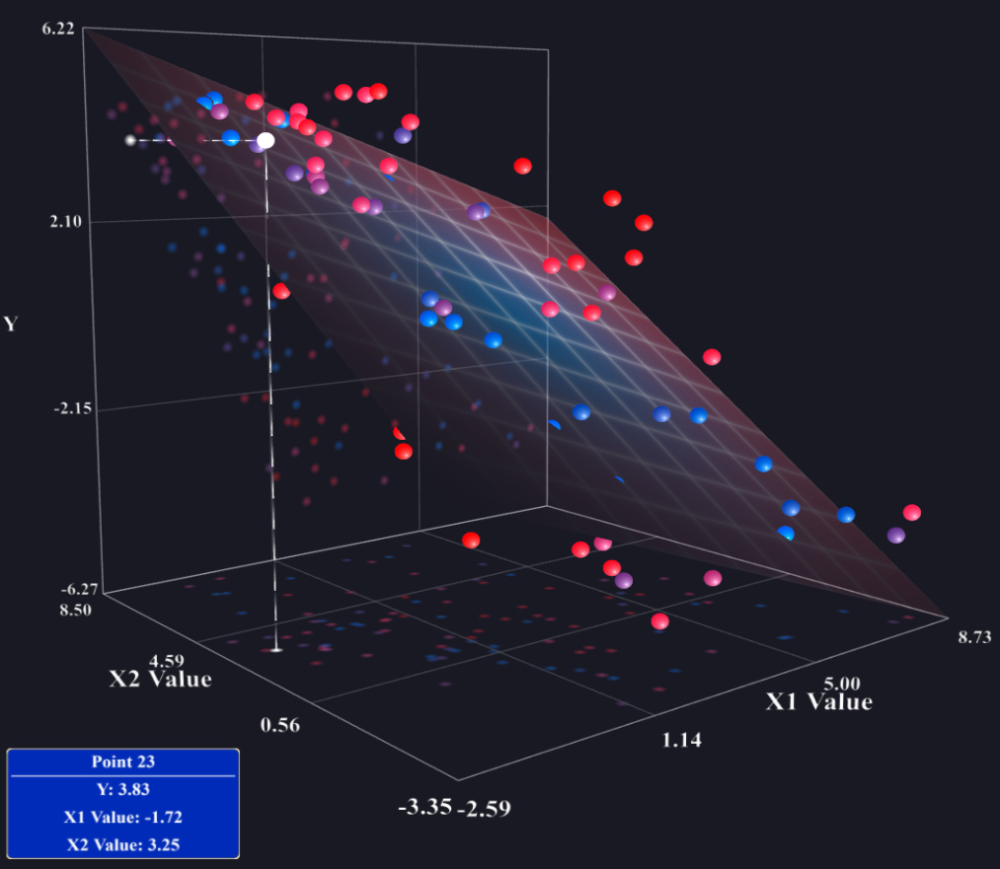 6.22
2.10
Y
-2.15
-6.27
8.50
4.59
X2 Value
0.56
-3.35
-2.59
1.14
5.00
X1 Value
8.73
Point 23
Y: 3.83
X1 Value: -1.72
X2 Value: 3.25